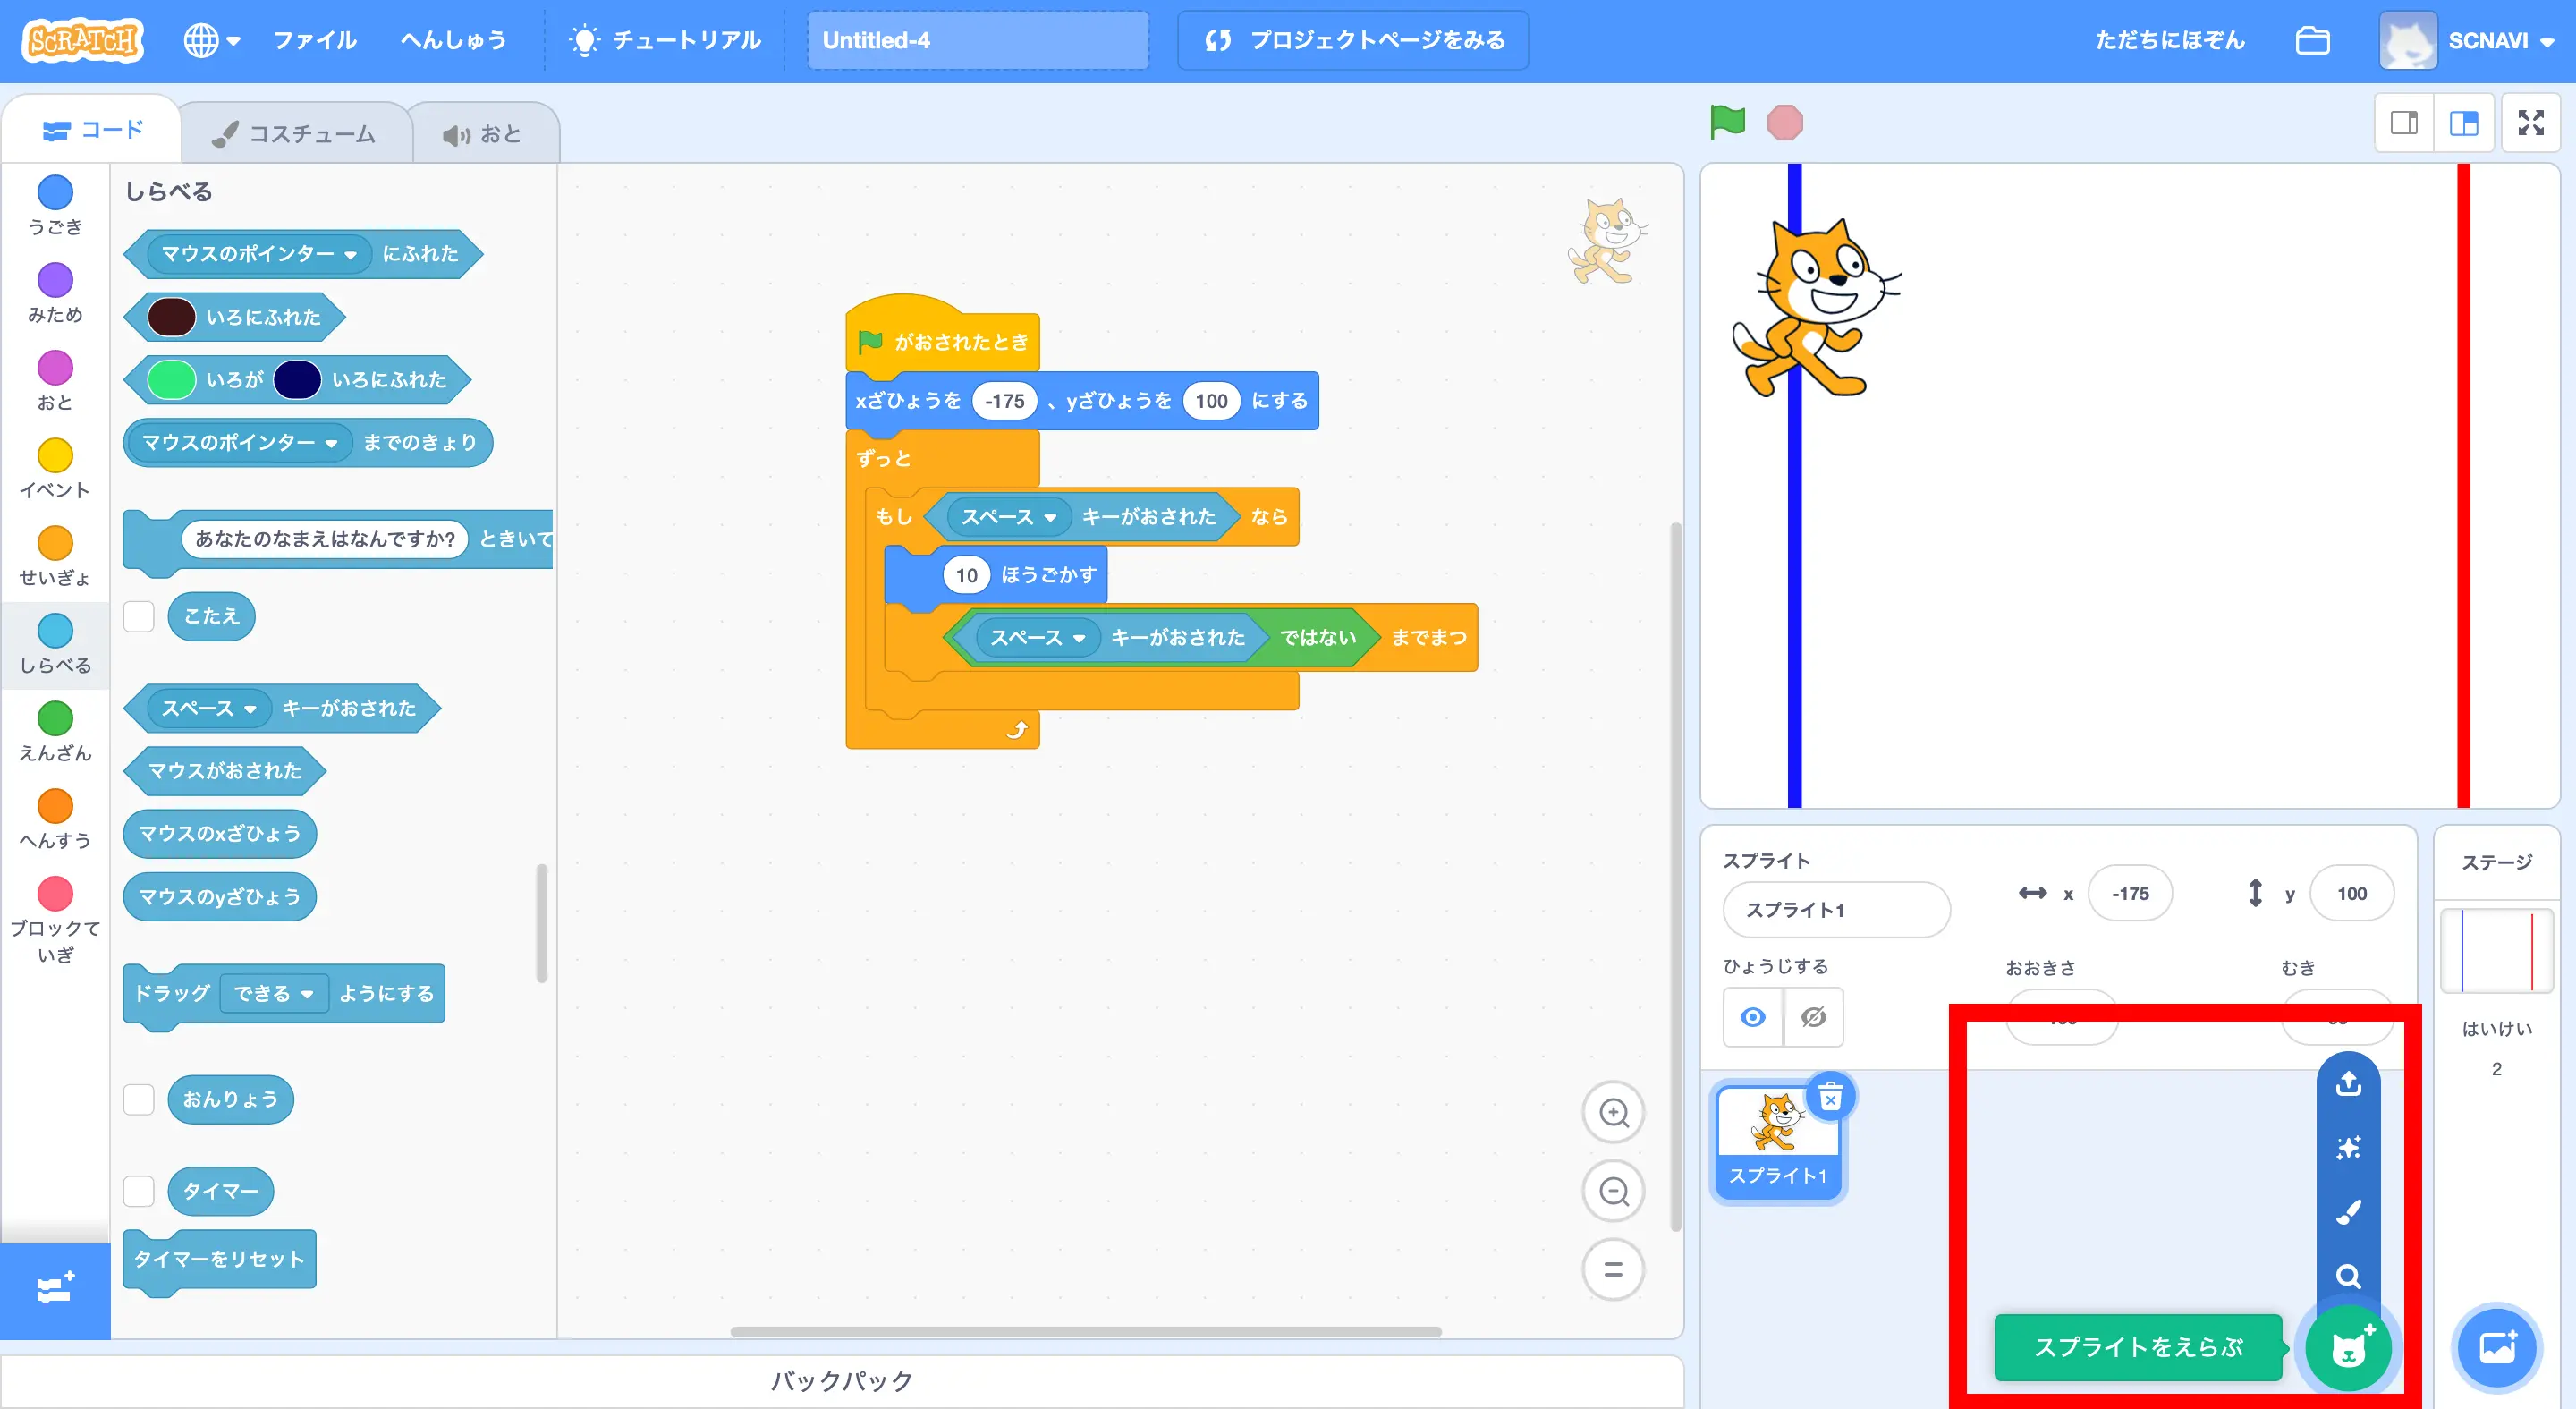 SCRATCH
ファイル
へんしゅう
チュートリアル
Untitled-4
プロジェクトページをみる
ただちにほぞん
SCNAVI
コード
コスチューム
おと
うごき
みため
おと
イベント
せいぎょ
しらべる
えんざん
へんすう
ブロックて
いぎ
しらべる
マウスのポインター にふれた
いろにふれた
いろが いろにふれた
マウスのポインター までのきょり
あなたのなまえはなんですか? ときいて
こたえ
スペース キーがおされた
マウスがおされた
マウスのxざひょう
マウスのyざひょう
ドラッグ できる ようにする
おんりょう
タイマー
タイマーをリセット
がおされたとき
xざひょうを -175 、yざひょうを 100 にする
ずっと
もし スペース キーがおされた なら
10 ほうごかす
スペース キーがおされた ではない までまつ
バックパック
スプライト
スプライト1
x -175
y 100
ひょうじする
おおきさ
むき
スプライト1
スプライトをえらぶ
ステージ
はいけい
2